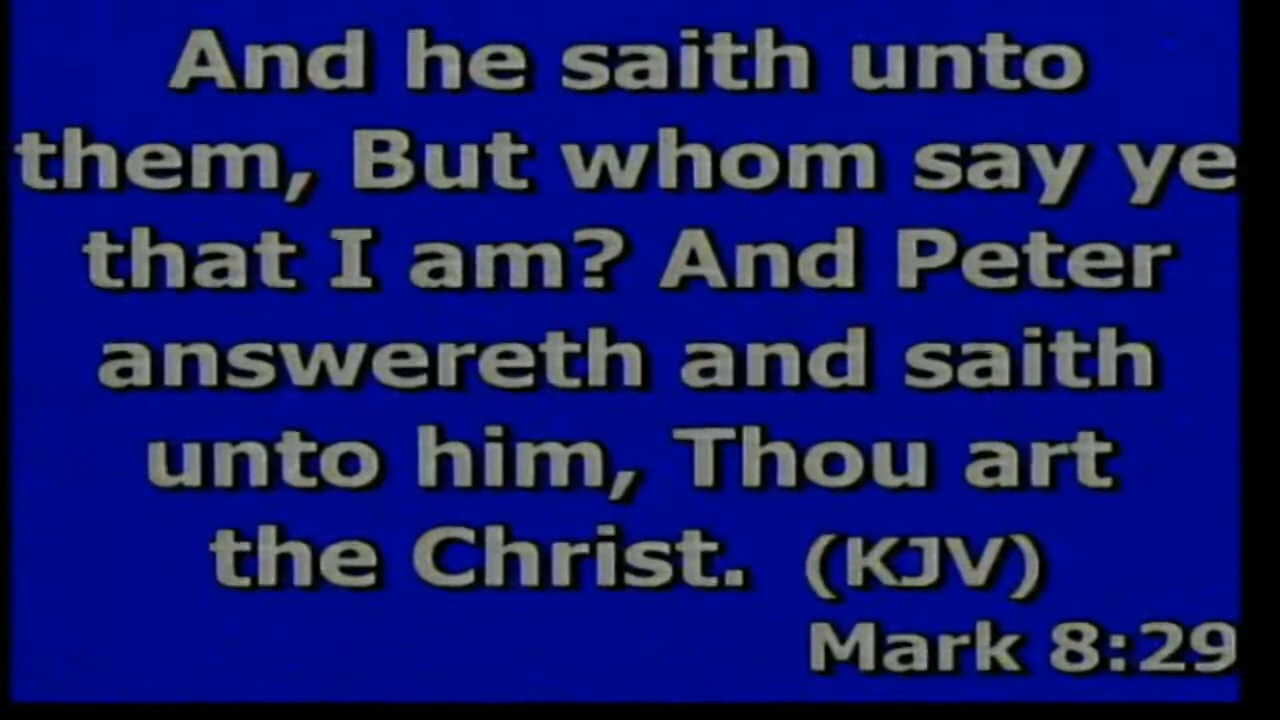 And he saith unto
them, But whom say ye
that I am? And Peter
answereth and saith
unto him, Thou art
the Christ. (KJV)
Mark 8:29